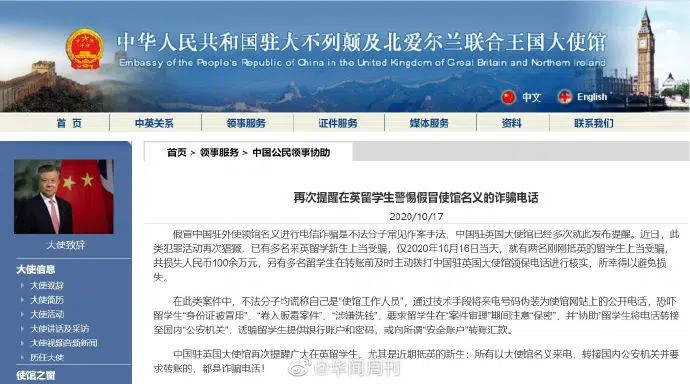 中华人民共和国驻大不列颠及北爱尔兰联合王国大使馆
Embassy of the People's Republic of China in the United Kingdom of Great Britain and Northern Ireland
中文 English
首 页 中英关系 领事服务 证件服务 媒体服务 资料 联系我们
首页 > 领事服务 > 中国公民领事协助
再次提醒在英留学生警惕假冒使馆名义的诈骗电话
2020/10/17
假冒中国驻外使领馆名义进行电信诈骗是不法分子常见作案手法，中国驻英国大使馆已经多次就此发布提醒。近日，此
类犯罪活动再次猖獗，已有多名来英留学新生上当受骗，仅2020年10月16日当天，就有两名刚刚抵英的留学生上当受骗，
共损失人民币100余万元，另有多名留学生在转账前及时主动拨打中国驻英国大使馆领保电话进行核实，所幸得以避免损
失。
在此类案件中，不法分子均谎称自己是“使馆工作人员”，通过技术手段将来电号码伪装为使馆网站上的公开电话，恐吓
留学生“身份证被冒用”、“卷入贩毒案件”、“涉嫌洗钱”，要求留学生在“案件审理”期间注意“保密”，并“协助”留学生将电话转接
至国内“公安机关”，诱骗留学生提供银行账户和密码，或向所谓“安全账户”转账汇款。
中国驻英国大使馆再次提醒广大在英留学生，尤其是近期抵英的新生：所有以大使馆名义来电，转接国内公安机关并要
求转账的，都是诈骗电话！
大使致辞
大使信息
大使致辞
大使简历
大使活动
大使讲话及采访
大使视频音频新闻
历任大使
使馆之窗
@华闻周刊